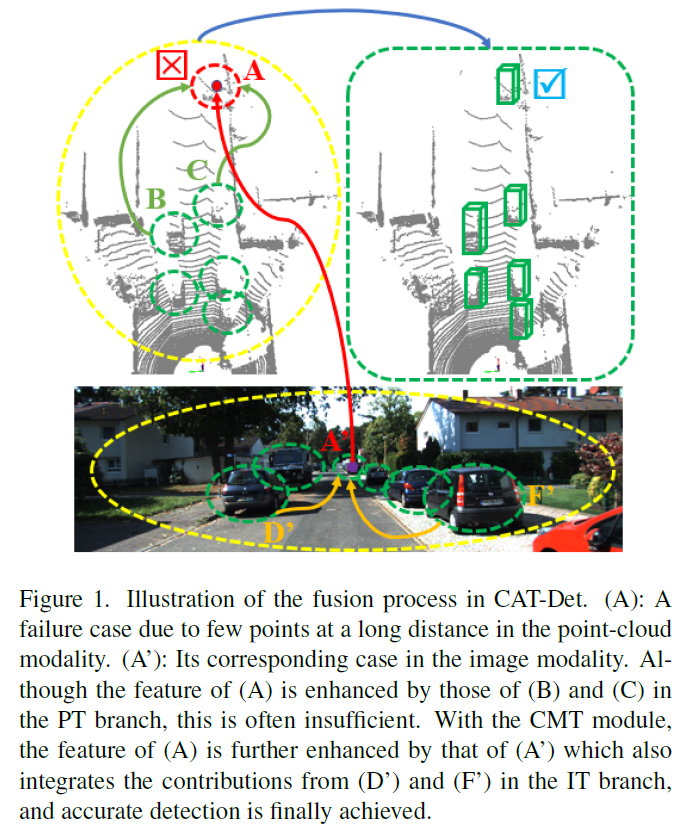 A
C
B
A'
D'
F'
Figure 1. Illustration of the fusion process in CAT-Det. (A): A
failure case due to few points at a long distance in the point-cloud
modality. (A’): Its corresponding case in the image modality. Al-
though the feature of (A) is enhanced by those of (B) and (C) in
the PT branch, this is often insufficient. With the CMT module,
the feature of (A) is further enhanced by that of (A’) which also
integrates the contributions from (D’) and (F’) in the IT branch,
and accurate detection is finally achieved.